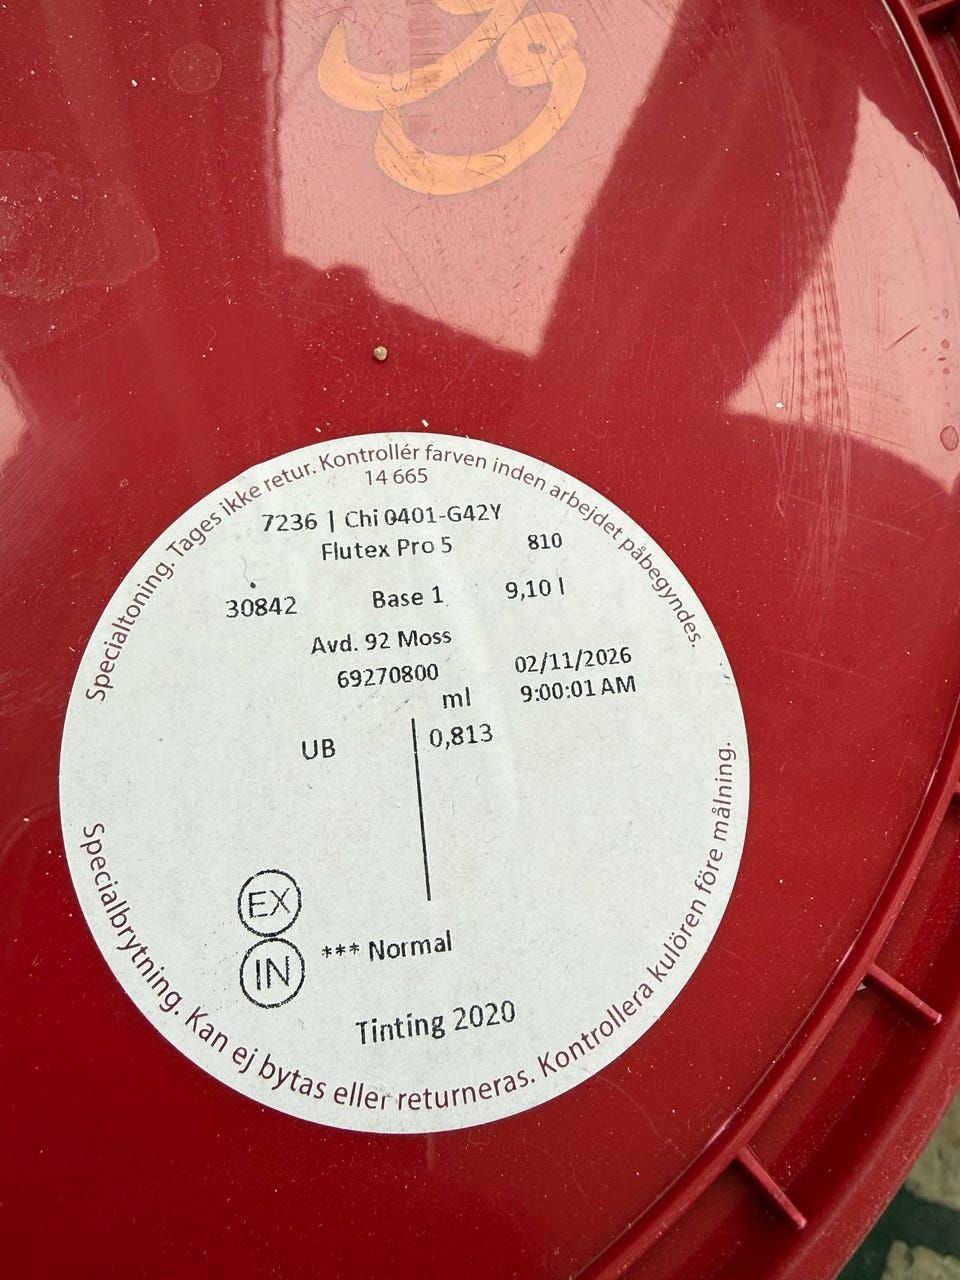 Specialtoning. Tages ikke retur. Kontrollér farven inden arbejdet påbegyndes.
14 665
7236 | Chi 0401-G42Y
Flutex Pro 5 810
30842 Base 1 9,10 l
Avd. 92 Moss
69270800 02/11/2026
ml 9:00:01 AM
UB 0,813
EX
IN *** Normal
Tinting 2020
Specialbrytning. Kan ej bytas eller returneras. Kontrollera kulören före målning.